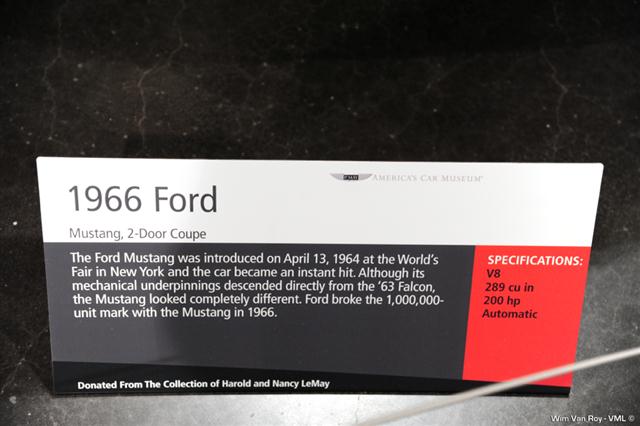 AMERICA'S CAR MUSEUM
1966 Ford
Mustang, 2-Door Coupe
The Ford Mustang was introduced on April 13, 1964 at the World's
Fair in New York and the car became an instant hit. Although its
mechanical underpinnings descended directly from the '63 Falcon,
the Mustang looked completely different. Ford broke the 1,000,000-
unit mark with the Mustang in 1966.
SPECIFICATIONS:
V8
289 cu in
200 hp
Automatic
Donated From The Collection of Harold and Nancy LeMay
Wim Van Roy - VML ©